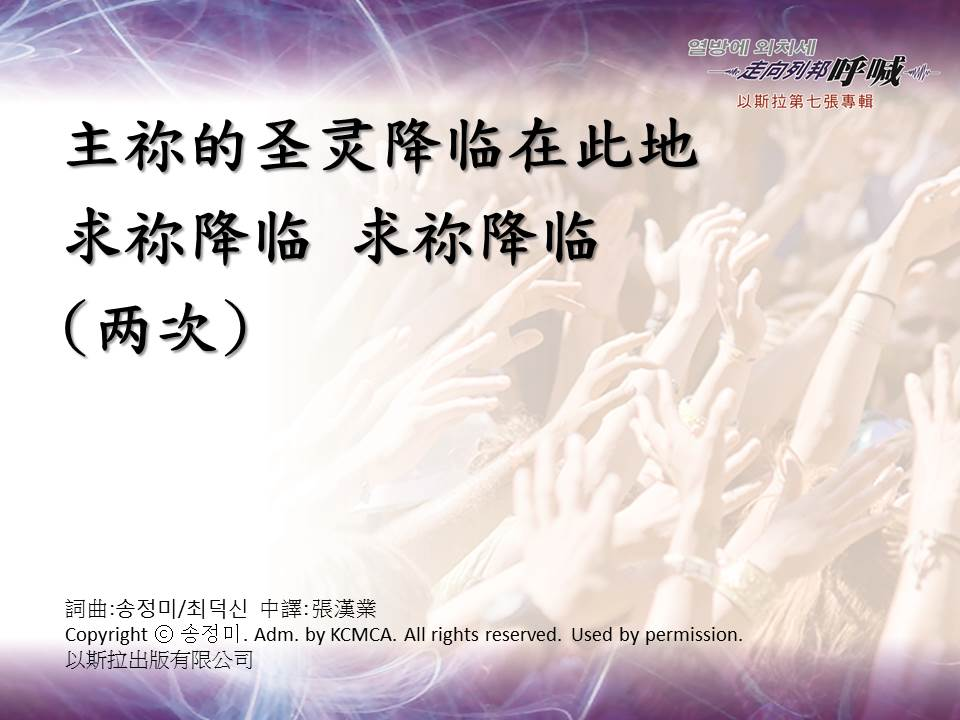 열방에 외치세
走向列邦呼喊
以斯拉第七張專輯
主祢的圣灵降临在此地
求祢降临 求祢降临
(两次)
詞曲:송정미/최덕신 中譯:張漢業
Copyright ⓒ 송정미. Adm. by KCMCA. All rights reserved. Used by permission.
以斯拉出版有限公司